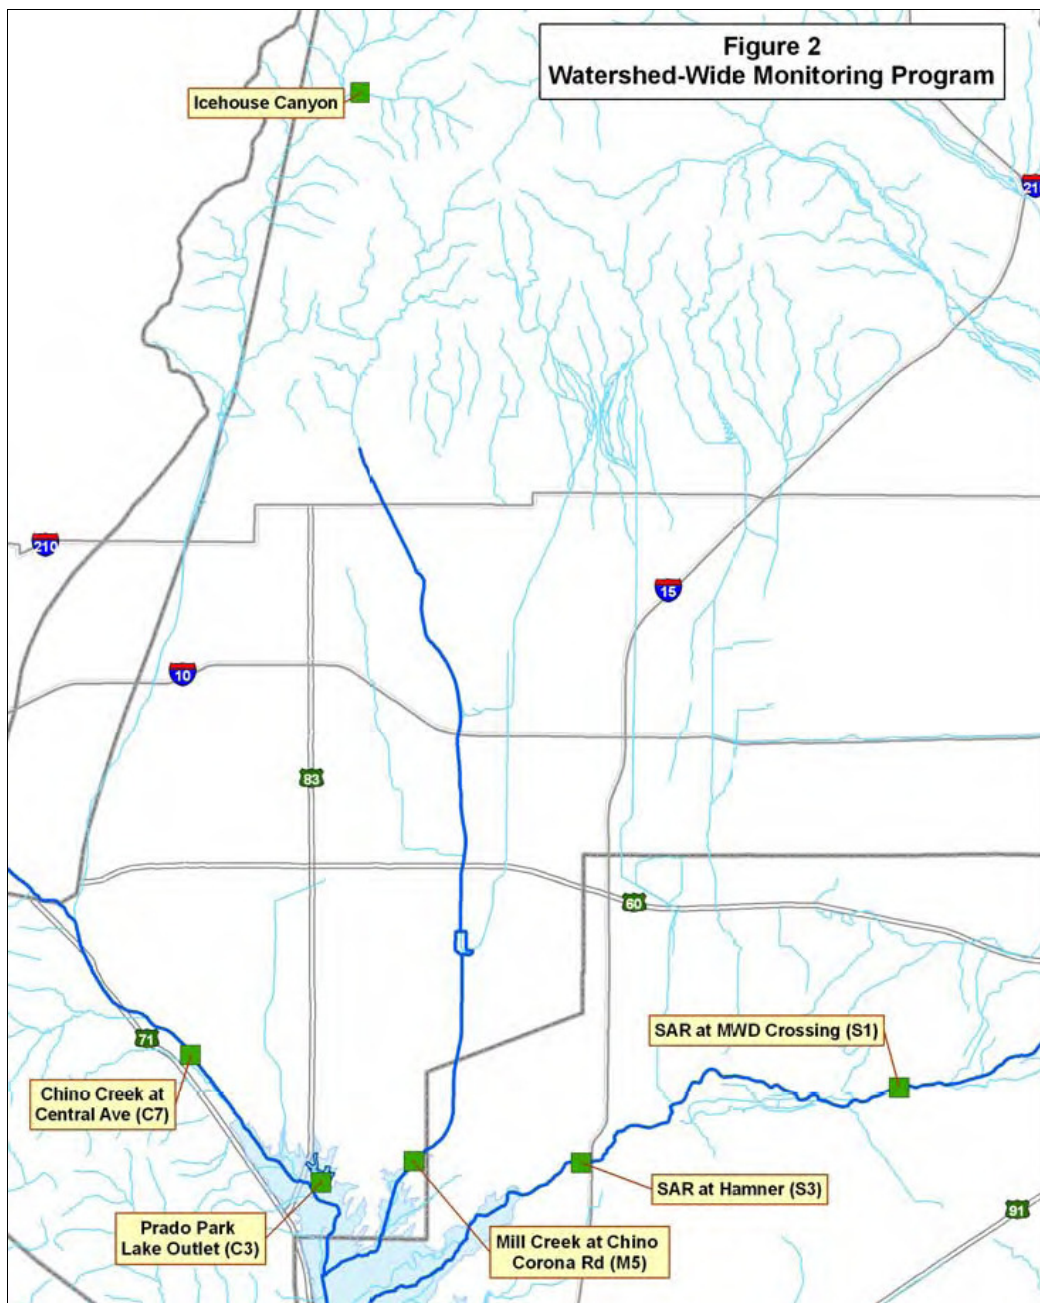 Figure 2
Watershed-Wide Monitoring Program
Icehouse Canyon
210
15
10
83
60
71
SAR at MWD Crossing (S1)
Chino Creek at
Central Ave (C7)
SAR at Hamner (S3)
91
Prado Park
Lake Outlet (C3)
Mill Creek at Chino
Corona Rd (M5)